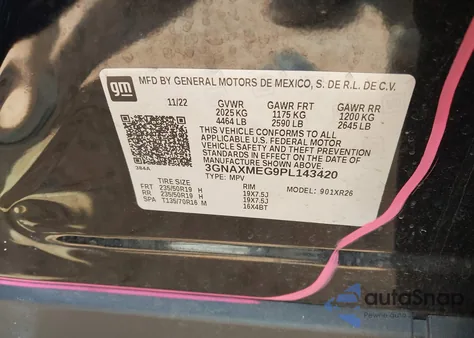 gm
MFD BY GENERAL MOTORS DE MEXICO, S. DE R.L. DE C.V.
11/22 GVWR GAWR FRT GAWR RR
2025 KG 1175 KG 1200 KG
4464 LB 2590 LB 2645 LB
THIS VEHICLE CONFORMS TO ALL
APPLICABLE U.S. FEDERAL MOTOR
VEHICLE SAFETY, BUMPER, AND
THEFT PREVENTION STANDARDS IN
EFFECT ON THE DATE OF
MANUFACTURE SHOWN ABOVE.
3GNAXMEG9PL143420
384A TYPE: MPV
TIRE SIZE RIM MODEL: 901XR26
FRT 235/50R19 H 19X7.5J
RR 235/50R19 H 19X7.5J
SPA T135/70R16 M 16X4BT
autoSnap